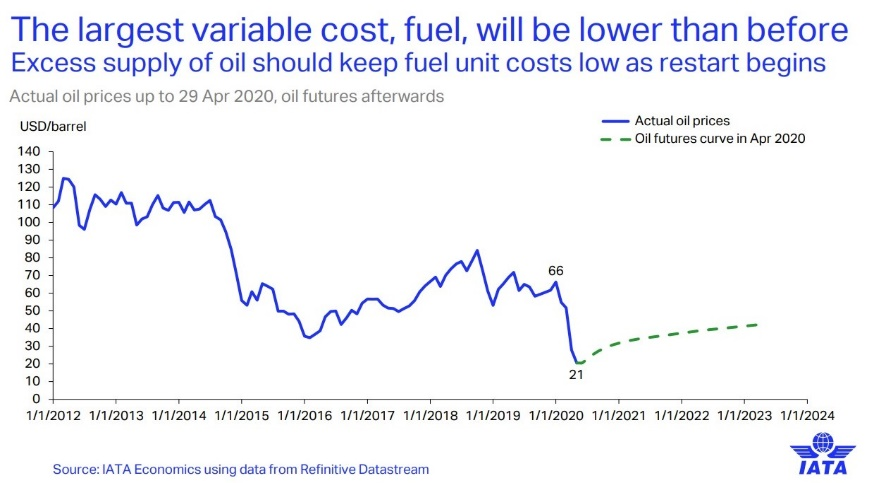 The largest variable cost, fuel, will be lower than before
Excess supply of oil should keep fuel unit costs low as restart begins
Actual oil prices up to 29 Apr 2020, oil futures afterwards
USD/barrel
Actual oil prices
Oil futures curve in Apr 2020
140
130
120
110
100
90
80
70
60
50
40
30
20
10
0
66
21
1/1/2012 1/1/2013 1/1/2014 1/1/2015 1/1/2016 1/1/2017 1/1/2018 1/1/2019 1/1/2020 1/1/2021 1/1/2022 1/1/2023 1/1/2024
Source: IATA Economics using data from Refinitiv Datastream
IATA